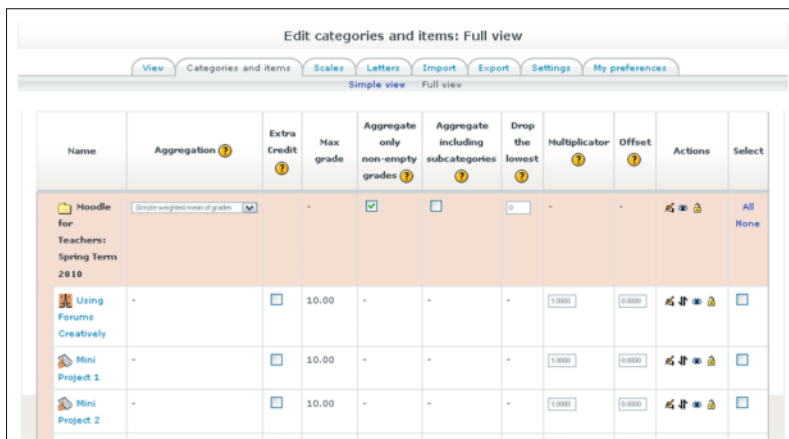 Edit categories and items: Full view
View Categories and items Scales Letters Import Export Settings My preferences
Simple view Full view
Name Aggregation ? Extra Credit ? Max grade Aggregate only non-empty grades ? Aggregate including subcategories ? Drop the lowest ? Multiplicator ? Offset ? Actions Select
Moodle for Teachers: Spring Term 2010 Simple weighted mean of grades - 0 - - All None
Using Forums Creatively - 10.00 - - - 1.0000 0.0000
Mini Project 1 - 10.00 - - - 1.0000 0.0000
Mini Project 2 - 10.00 - - - 1.0000 0.0000